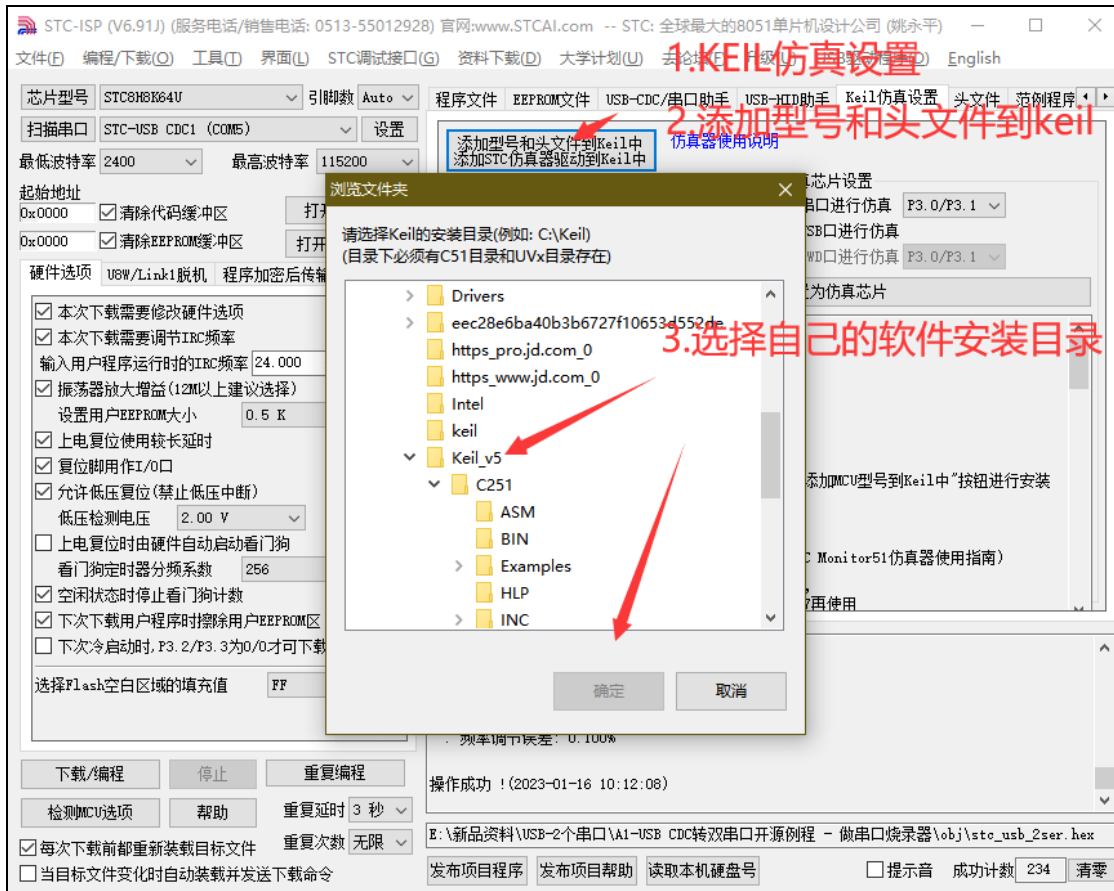 STC-ISP (V6.91J) (服务电话/销售电话: 0513-55012928) 官网:www.STCAI.com -- STC: 全球最大的8051单片机设计公司 (姚永平)
文件(F) 编程/下载(O) 工具(T) 界面(L) STC调试接口(G) 资料下载(D) 大学计划(U) English
1.KEIL仿真设置
芯片型号 STC8H8K64U 引脚数 Auto
程序文件 EEPROM文件 USB-CDC/串口助手 USB-HID助手 Keil仿真设置 头文件 范例程序
扫描串口 STC-USB CDC1 (COM5) 设置
2.添加型号和头文件到keil
添加型号和头文件到Keil中
添加STC仿真器驱动到Keil中
仿真器使用说明
最低波特率 2400 最高波特率 115200
起始地址
0x0000 清除代码缓冲区 打开
0x0000 清除EEPROM缓冲区 打开
硬件选项 U8W/Link1脱机 程序加密后传输
本次下载需要修改硬件选项
本次下载需要调节IRC频率
输入用户程序运行时的IRC频率 24.000
振荡器放大增益(12M以上建议选择)
设置用户EEPROM大小 0.5 K
上电复位使用较长延时
复位脚用作I/O口
允许低压复位(禁止低压中断)
低压检测电压 2.00 V
上电复位时由硬件自动启动看门狗
看门狗定时器分频系数 256
空闲状态时停止看门狗计数
下次下载用户程序时擦除用户EEPROM区
下次冷启动时,P3.2/P3.3为0/0才可下载
选择Flash空白区域的填充值 FF
浏览文件夹
请选择Keil的安装目录(例如: C:\Keil)
(目录下必须有C51目录和UVx目录存在)
Drivers
eec28e6ba40b3b6727f10653d552de
https_pro.jd.com_0
https_www.jd.com_0
Intel
keil
Keil_v5
C251
ASM
BIN
Examples
HLP
INC
确定 取消
3.选择自己的软件安装目录
芯片设置
串口进行仿真 P3.0/P3.1
SB口进行仿真
WD口进行仿真 P3.0/P3.1
置为仿真芯片
添加MCU型号到Keil中"按钮进行安装
C Monitor51仿真器使用指南)
再使用
频率调节误差: 0.100%
操作成功 !(2023-01-16 10:12:08)
下载/编程 停止 重复编程
检测MCU选项 帮助 重复延时 3 秒
重复次数 无限
每次下载前都重新装载目标文件
当目标文件变化时自动装载并发送下载命令
E:\新品资料\USB-2个串口\A1-USB CDC转双串口开源例程 - 做串口烧录器\obj\stc_usb_2ser.hex
发布项目程序 发布项目帮助 读取本机硬盘号 提示音 成功计数 234 清零